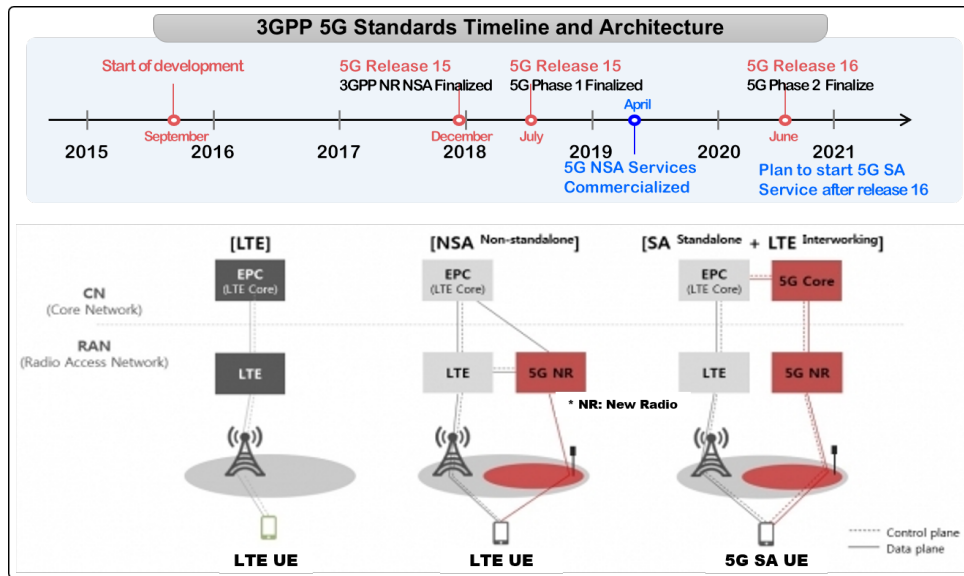 3GPP 5G Standards Timeline and Architecture
Start of development
5G Release 15
3GPP NR NSA Finalized
5G Release 15
5G Phase 1 Finalized
5G Release 16
5G Phase 2 Finalize
April
September
December
July
June
2015
2016
2017
2018
2019
2020
2021
5G NSA Services
Commercialized
Plan to start 5G SA
Service after release 16
[LTE]
[NSA Non-standalone]
[SA Standalone + LTE Interworking]
CN
(Core Network)
EPC
(LTE Core)
EPC
(LTE Core)
EPC
(LTE Core)
5G Core
RAN
(Radio Access Network)
LTE
LTE
5G NR
LTE
5G NR
* NR: New Radio
LTE UE
LTE UE
5G SA UE
Control plane
Data plane